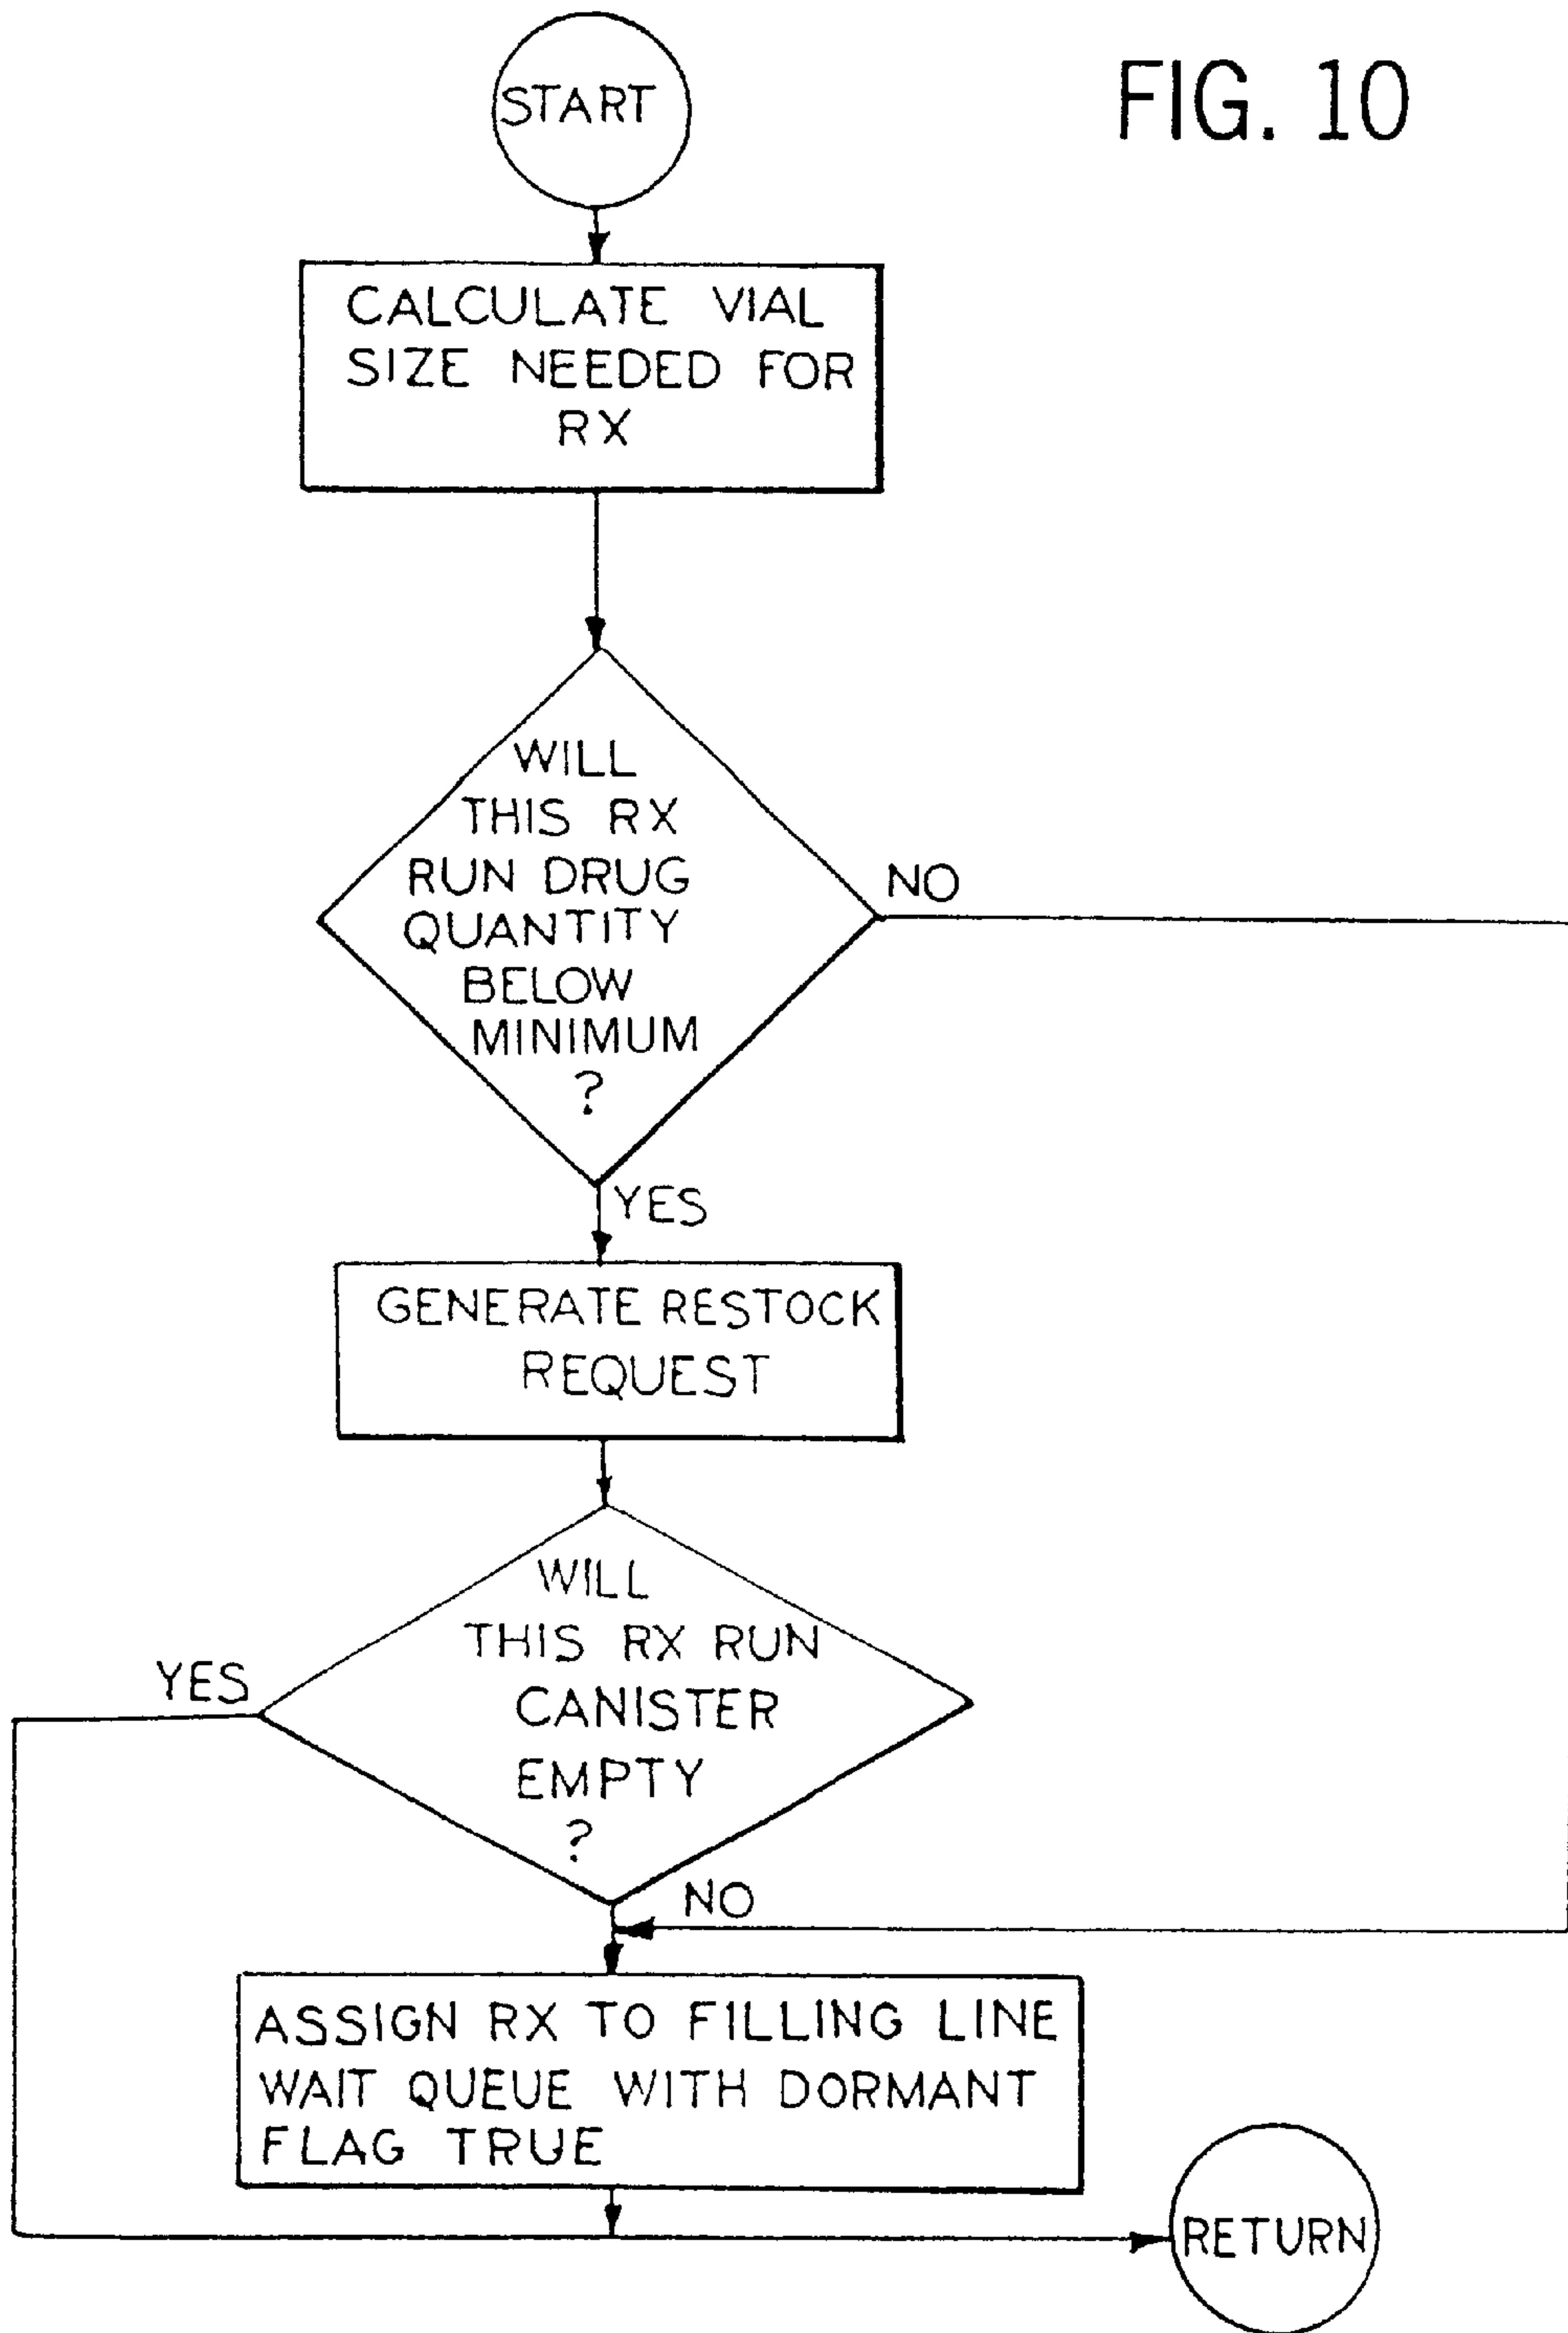 FIG. 10
START
CALCULATE VIAL
SIZE NEEDED FOR
RX
WILL
THIS RX
RUN DRUG
QUANTITY
BELOW
MINIMUM
?
NO
YES
GENERATE RESTOCK
REQUEST
WILL
THIS RX RUN
CANISTER
EMPTY
?
YES
NO
ASSIGN RX TO FILLING LINE
WAIT QUEUE WITH DORMANT
FLAG TRUE
RETURN